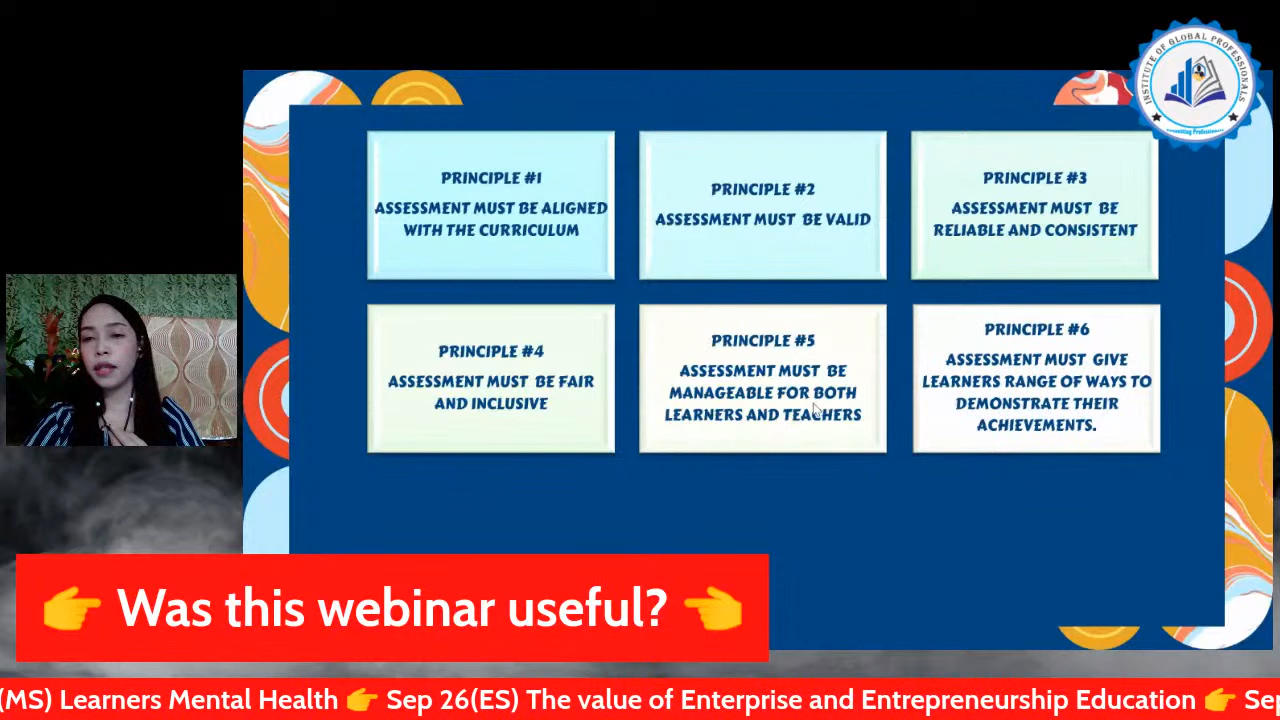 INSTITUTE OF GLOBAL PROFESSIONALS
PRINCIPLE #1
ASSESSMENT MUST BE ALIGNED
WITH THE CURRICULUM
PRINCIPLE #2
ASSESSMENT MUST BE VALID
PRINCIPLE #3
ASSESSMENT MUST BE
RELIABLE AND CONSISTENT
PRINCIPLE #4
ASSESSMENT MUST BE FAIR
AND INCLUSIVE
PRINCIPLE #5
ASSESSMENT MUST BE
MANAGEABLE FOR BOTH
LEARNERS AND TEACHERS
PRINCIPLE #6
ASSESSMENT MUST GIVE
LEARNERS RANGE OF WAYS TO
DEMONSTRATE THEIR
ACHIEVEMENTS.
👉 Was this webinar useful? 👈
(MS) Learners Mental Health 👉 Sep 26(ES) The value of Enterprise and Entrepreneurship Education 👉 Sep